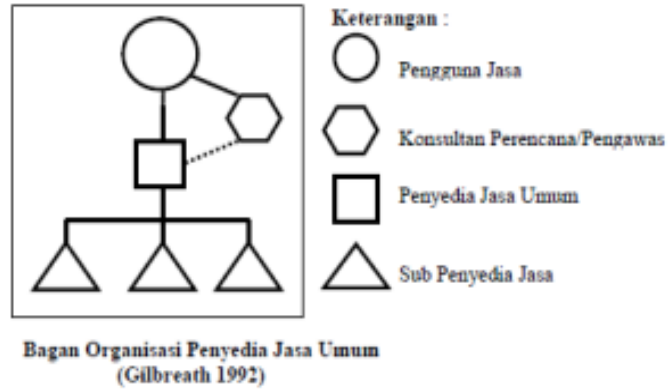 Keterangan :
Pengguna Jasa
Konsultan Perencana/Pengawas
Penyedia Jasa Umum
Sub Penyedia Jasa
Bagan Organisasi Penyedia Jasa Umum
(Gilbreath 1992)